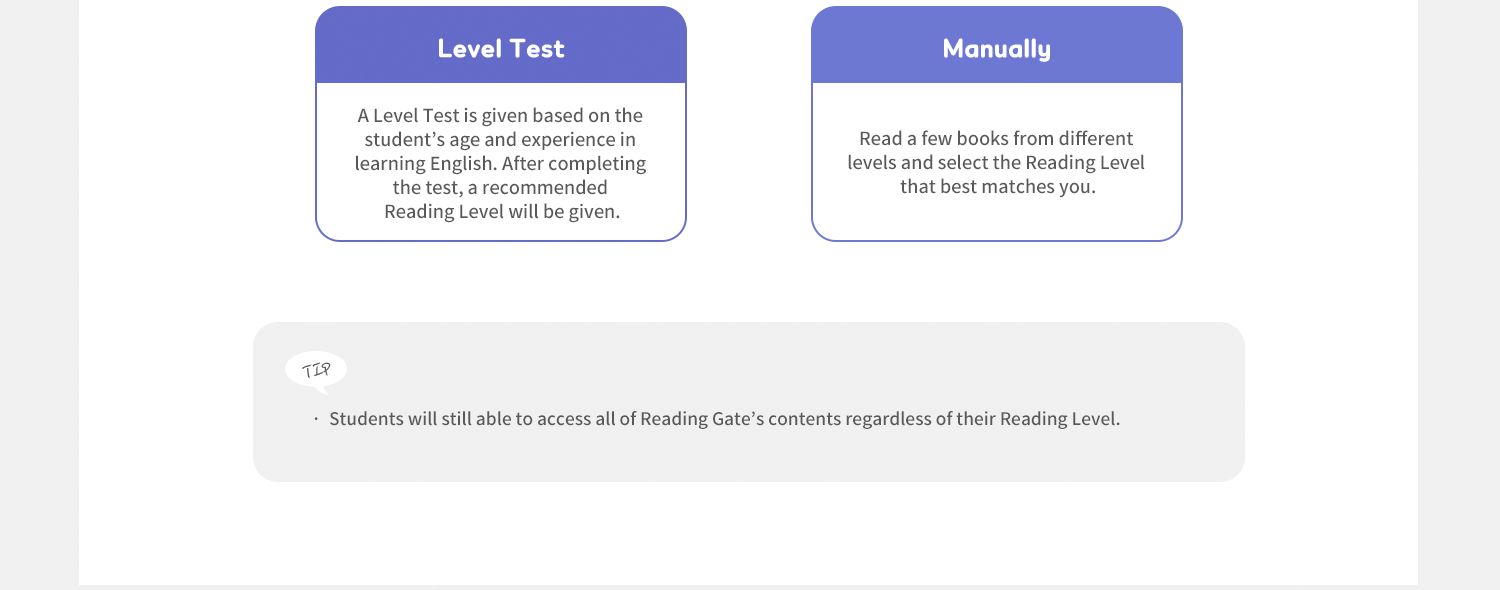 Level Test
A Level Test is given based on the
student’s age and experience in
learning English. After completing
the test, a recommended
Reading Level will be given.
Manually
Read a few books from different
levels and select the Reading Level
that best matches you.
TIP
· Students will still able to access all of Reading Gate’s contents regardless of their Reading Level.